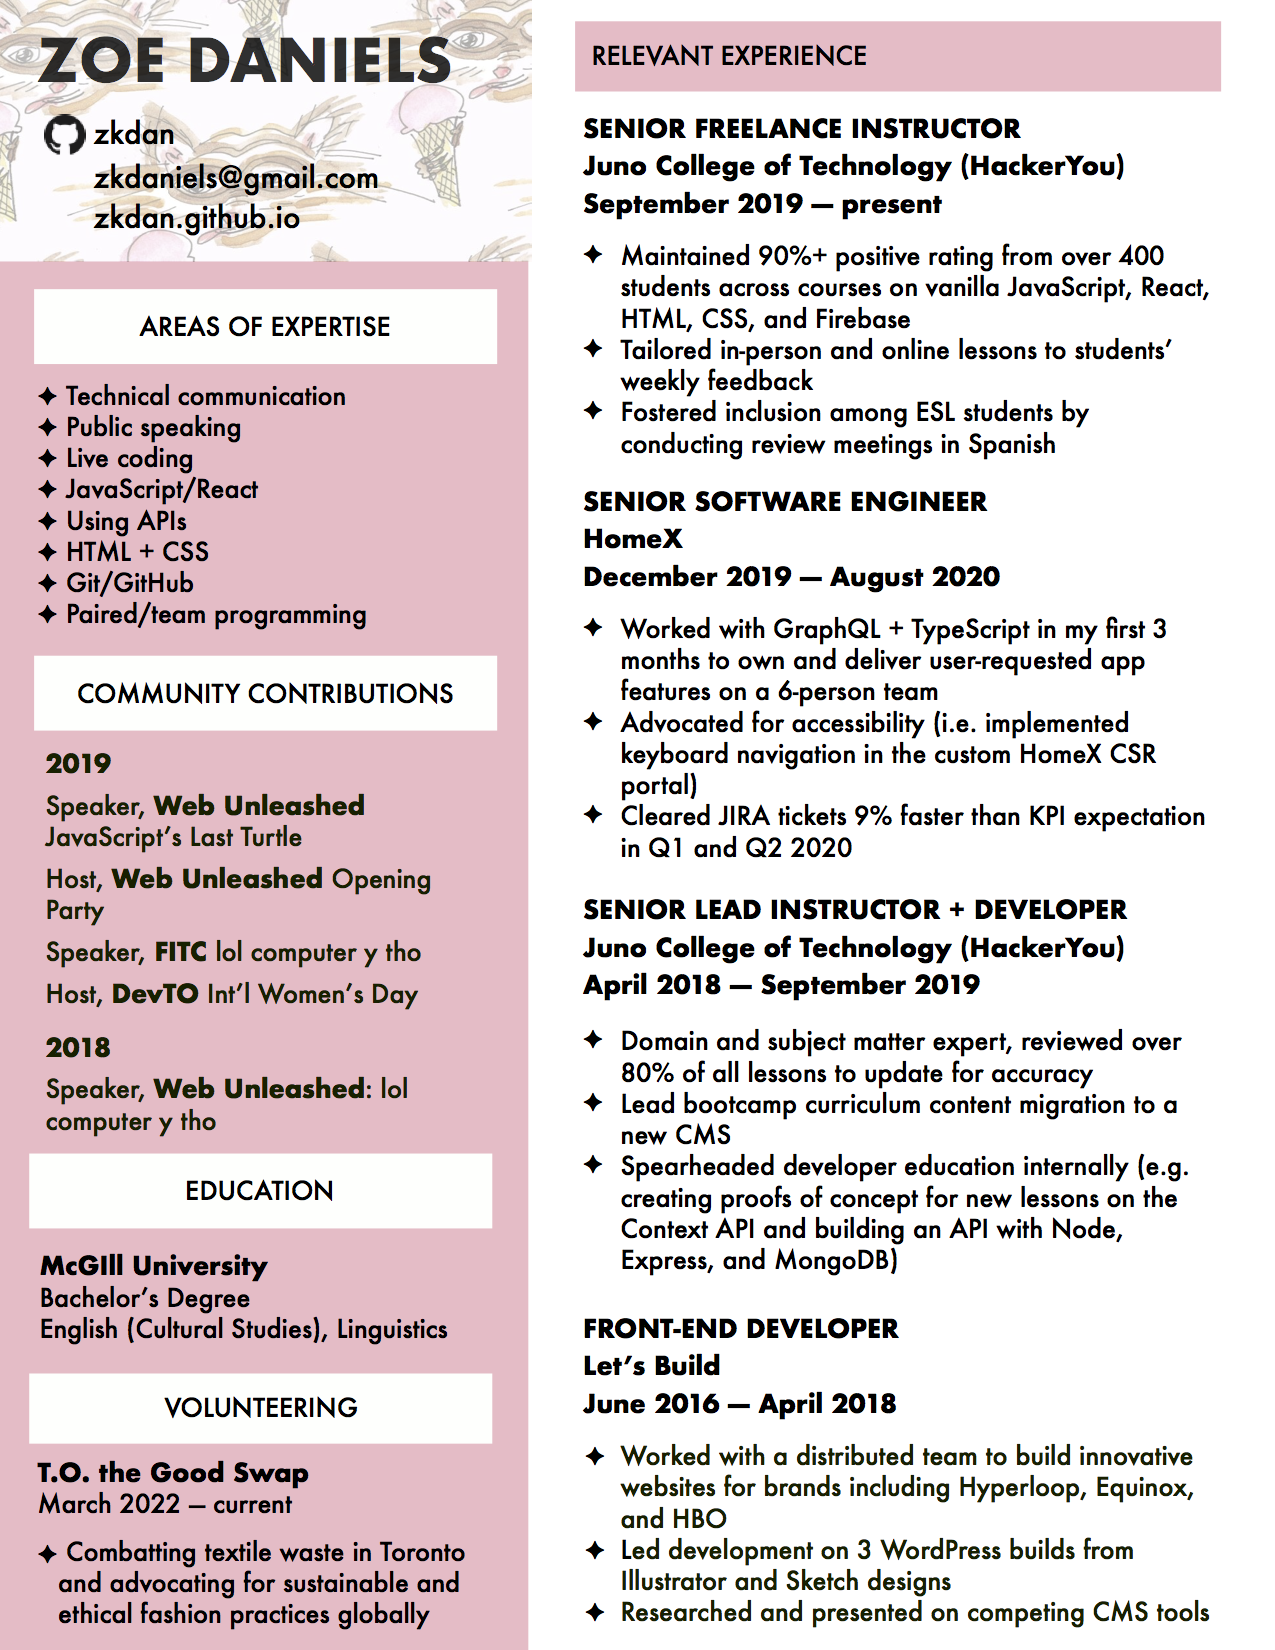 ZOE DANIELS
zkdan
zkdaniels@gmail.com
zkdan.github.io
AREAS OF EXPERTISE
✦ Technical communication
✦ Public speaking
✦ Live coding
✦ JavaScript/React
✦ Using APIs
✦ HTML + CSS
✦ Git/GitHub
✦ Paired/team programming
COMMUNITY CONTRIBUTIONS
2019
Speaker, Web Unleashed
JavaScript’s Last Turtle
Host, Web Unleashed Opening
Party
Speaker, FITC lol computer y tho
Host, DevTO Int’l Women’s Day
2018
Speaker, Web Unleashed: lol
computer y tho
EDUCATION
McGIll University
Bachelor’s Degree
English (Cultural Studies), Linguistics
VOLUNTEERING
T.O. the Good Swap
March 2022 — current
✦ Combatting textile waste in Toronto
and advocating for sustainable and
ethical fashion practices globally
RELEVANT EXPERIENCE
SENIOR FREELANCE INSTRUCTOR
Juno College of Technology (HackerYou)
September 2019 — present
✦ Maintained 90%+ positive rating from over 400
students across courses on vanilla JavaScript, React,
HTML, CSS, and Firebase
✦ Tailored in-person and online lessons to students’
weekly feedback
✦ Fostered inclusion among ESL students by
conducting review meetings in Spanish
SENIOR SOFTWARE ENGINEER
HomeX
December 2019 — August 2020
✦ Worked with GraphQL + TypeScript in my first 3
months to own and deliver user-requested app
features on a 6-person team
✦ Advocated for accessibility (i.e. implemented
keyboard navigation in the custom HomeX CSR
portal)
✦ Cleared JIRA tickets 9% faster than KPI expectation
in Q1 and Q2 2020
SENIOR LEAD INSTRUCTOR + DEVELOPER
Juno College of Technology (HackerYou)
April 2018 — September 2019
✦ Domain and subject matter expert, reviewed over
80% of all lessons to update for accuracy
✦ Lead bootcamp curriculum content migration to a
new CMS
✦ Spearheaded developer education internally (e.g.
creating proofs of concept for new lessons on the
Context API and building an API with Node,
Express, and MongoDB)
FRONT-END DEVELOPER
Let’s Build
June 2016 — April 2018
✦ Worked with a distributed team to build innovative
websites for brands including Hyperloop, Equinox,
and HBO
✦ Led development on 3 WordPress builds from
Illustrator and Sketch designs
✦ Researched and presented on competing CMS tools